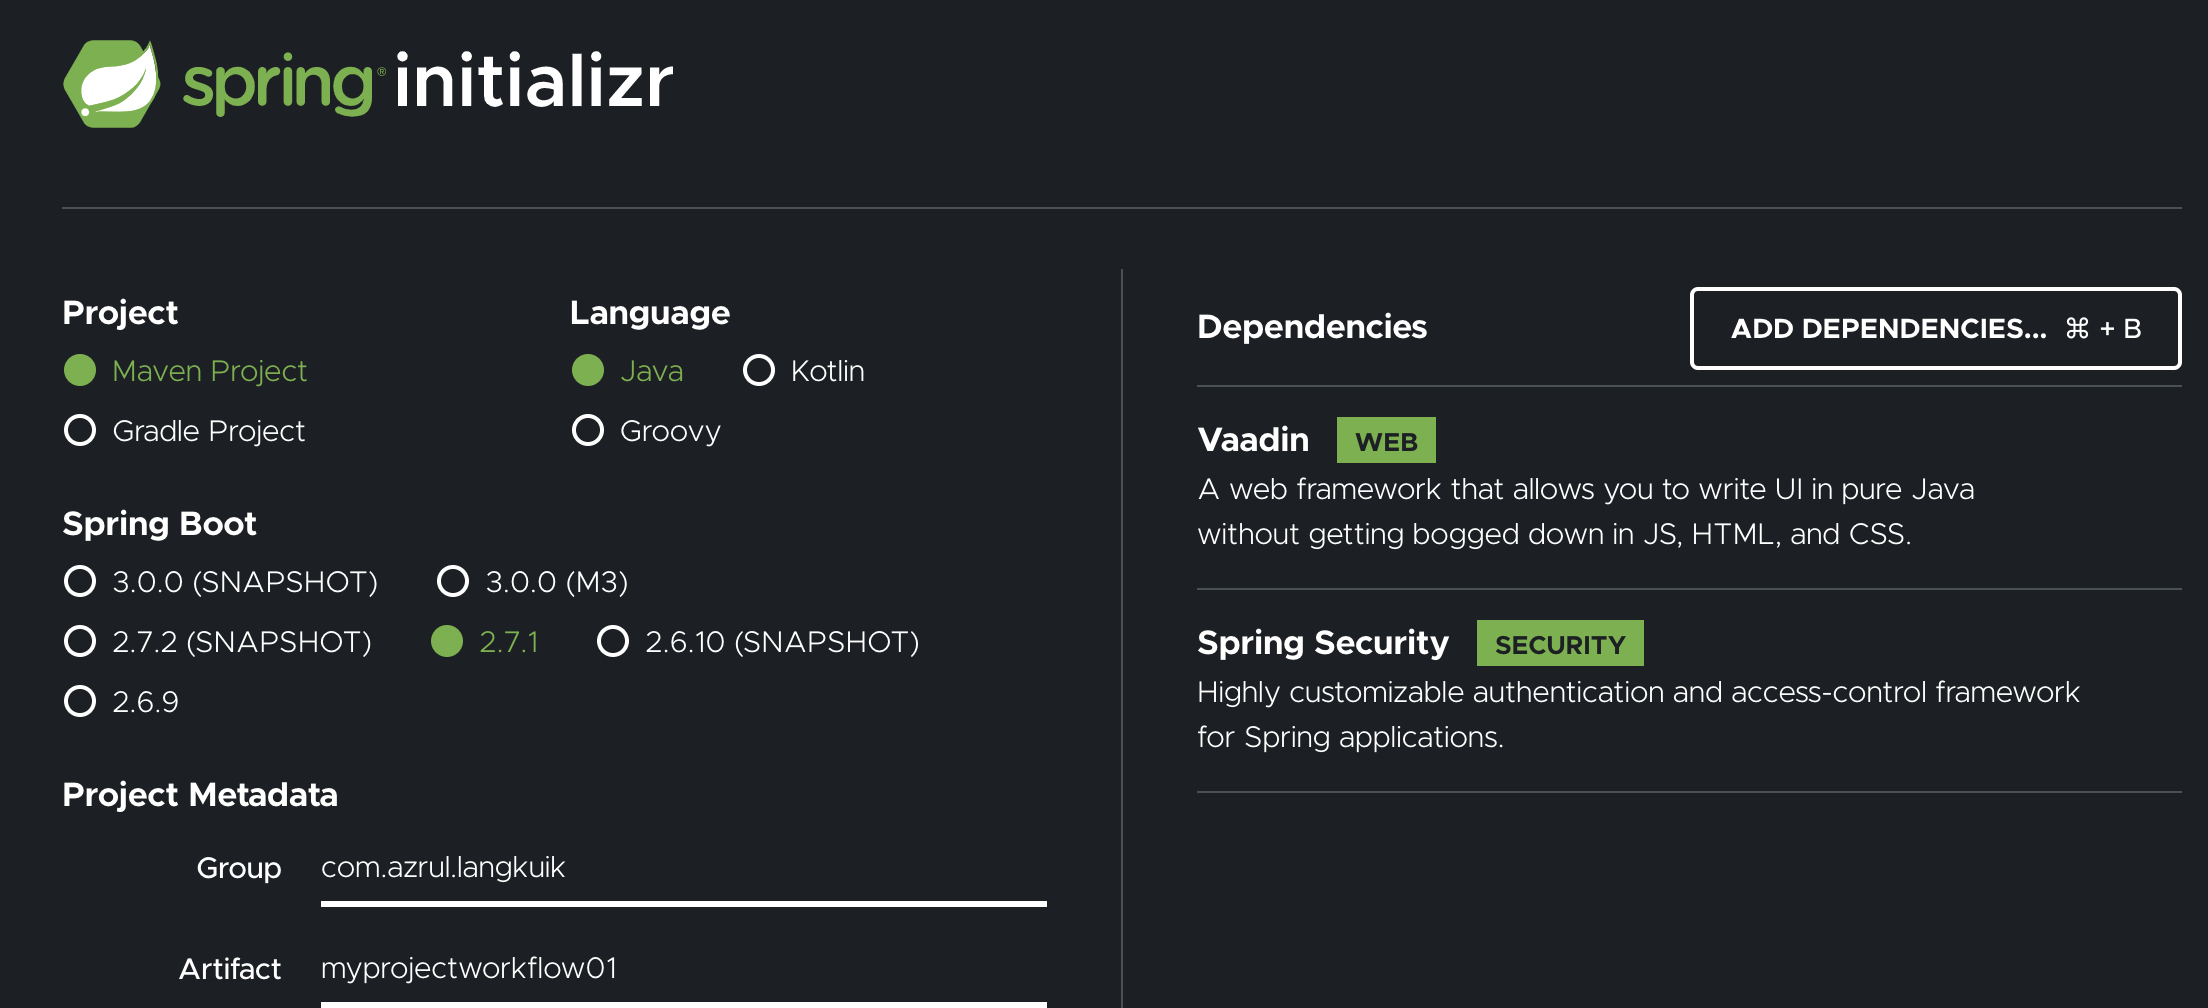 spring® initializr
Project
Maven Project
Gradle Project
Language
Java Kotlin
Groovy
Spring Boot
3.0.0 (SNAPSHOT) 3.0.0 (M3)
2.7.2 (SNAPSHOT) 2.7.1 2.6.10 (SNAPSHOT)
2.6.9
Project Metadata
Group com.azrul.langkuik
Artifact myprojectworkflow01
Dependencies
ADD DEPENDENCIES... ⌘ + B
Vaadin WEB
A web framework that allows you to write UI in pure Java
without getting bogged down in JS, HTML, and CSS.
Spring Security SECURITY
Highly customizable authentication and access-control framework
for Spring applications.